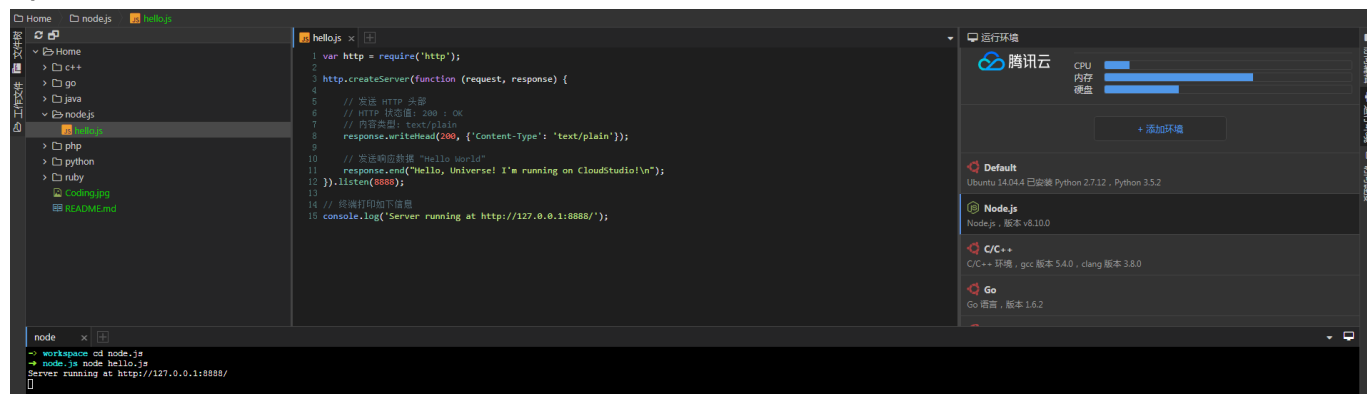 Home node.js hello.js
文件树
工作文件
Home
c++
go
java
node.js
hello.js
php
python
ruby
Coding.jpg
README.md
hello.js
1 var http = require('http');
2
3 http.createServer(function (request, response) {
4
5 // 发送 HTTP 头部
6 // HTTP 状态值: 200 : OK
7 // 内容类型: text/plain
8 response.writeHead(200, {'Content-Type': 'text/plain'});
9
10 // 发送响应数据 "Hello World"
11 response.end("Hello, Universe! I'm running on CloudStudio!\n");
12 }).listen(8888);
13
14 // 终端打印如下信息
15 console.log('Server running at http://127.0.0.1:8888/');
运行环境
腾讯云
CPU
内存
硬盘
+ 添加环境
Default
Ubuntu 14.04.4 已安装 Python 2.7.12，Python 3.5.2
Node.js
Node.js，版本 v8.10.0
C/C++
C/C++ 环境，gcc 版本 5.4.0，clang 版本 3.8.0
Go
Go 语言，版本 1.6.2
node
→ workspace cd node.js
→ node.js node hello.js
Server running at http://127.0.0.1:8888/